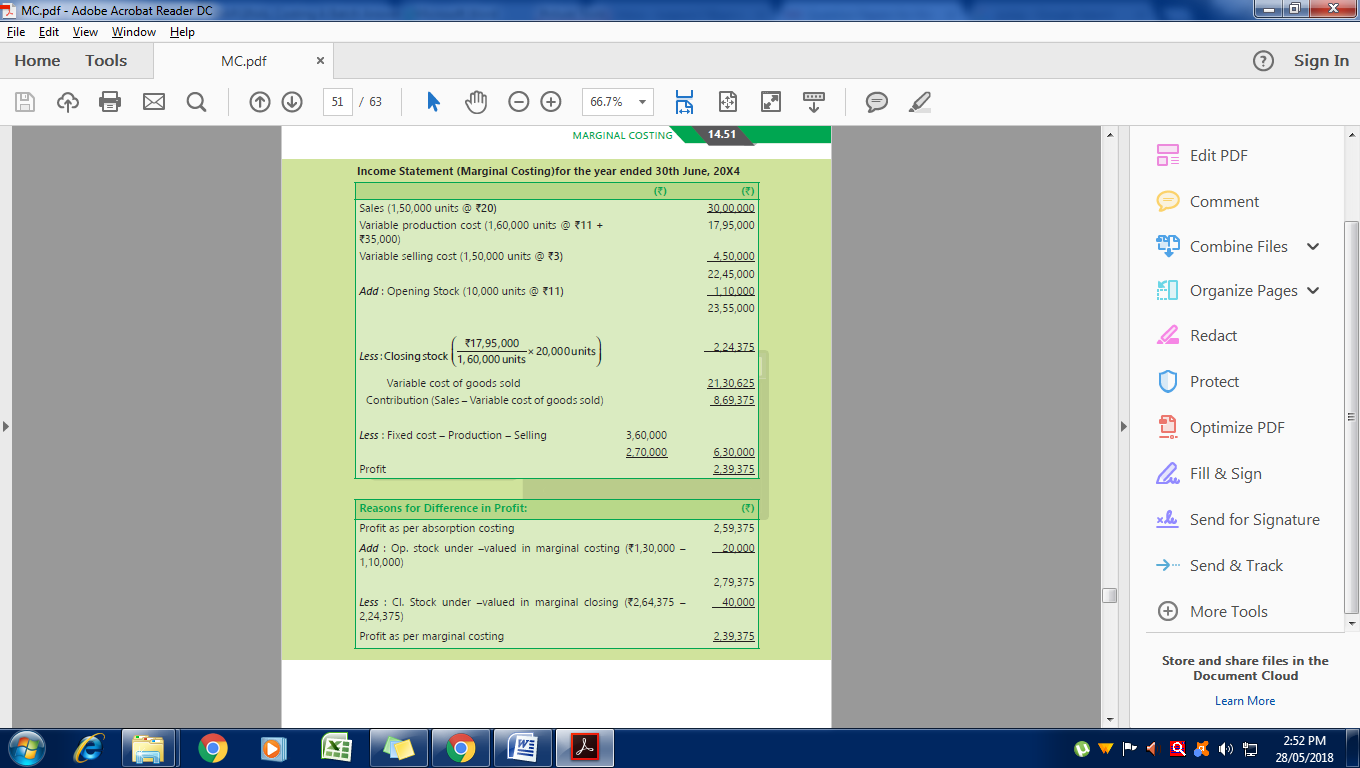 MC.pdf - Adobe Acrobat Reader DC
File Edit View Window Help
Home Tools MC.pdf × ? Sign In
51 / 63 66.7%
MARGINAL COSTING 14.51
Income Statement (Marginal Costing)for the year ended 30th June, 20X4
(₹) (₹)
Sales (1,50,000 units @ ₹20) 30,00,000
Variable production cost (1,60,000 units @ ₹11 + 17,95,000
₹35,000)
Variable selling cost (1,50,000 units @ ₹3) 4,50,000
22,45,000
Add : Opening Stock (10,000 units @ ₹11) 1,10,000
23,55,000
Less : Closing stock (₹17,95,000 / 1,60,000 units × 20,000 units) 2,24,375
Variable cost of goods sold 21,30,625
Contribution (Sales – Variable cost of goods sold) 8,69,375
Less : Fixed cost – Production – Selling 3,60,000
2,70,000 6,30,000
Profit 2,39,375
Reasons for Difference in Profit: (₹)
Profit as per absorption costing 2,59,375
Add : Op. stock under –valued in marginal costing (₹1,30,000 – 20,000
1,10,000)
2,79,375
Less : Cl. Stock under –valued in marginal closing (₹2,64,375 – 40,000
2,24,375)
Profit as per marginal costing 2,39,375
Edit PDF
Comment
Combine Files
Organize Pages
Redact
Protect
Optimize PDF
Fill & Sign
Send for Signature
Send & Track
More Tools
Store and share files in the
Document Cloud
Learn More
2:52 PM
28/05/2018